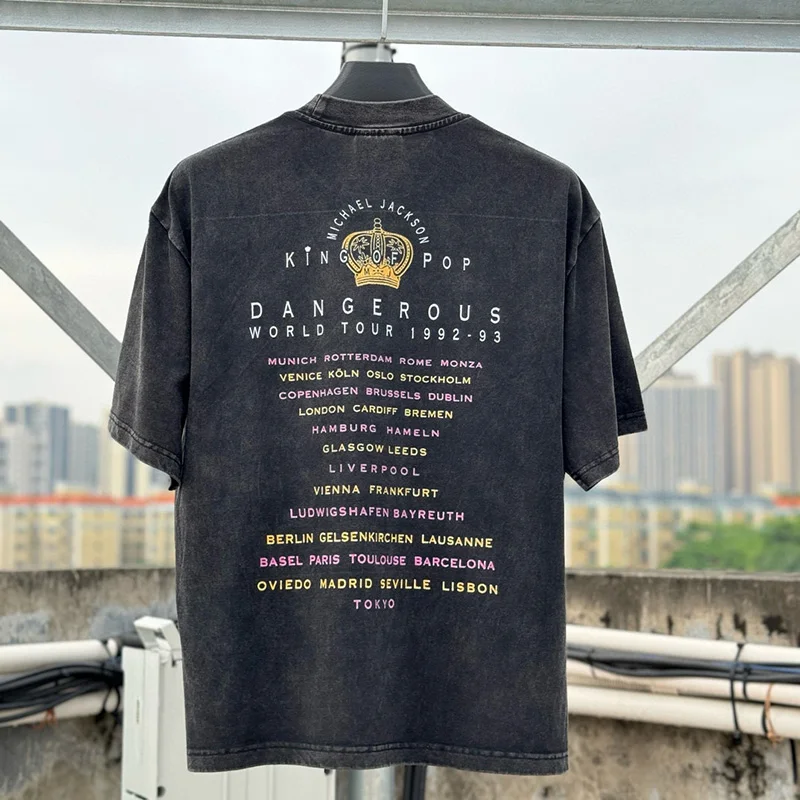 MICHAEL JACKSON
KING OF POP
MJ
DANGEROUS
WORLD TOUR 1992-93
MUNICH ROTTERDAM ROME MONZA
VENICE KÖLN OSLO STOCKHOLM
COPENHAGEN BRUSSELS DUBLIN
LONDON CARDIFF BREMEN
HAMBURG HAMELN
GLASGOW LEEDS
LIVERPOOL
VIENNA FRANKFURT
LUDWIGSHAFEN BAYREUTH
BERLIN GELSENKIRCHEN LAUSANNE
BASEL PARIS TOULOUSE BARCELONA
OVIEDO MADRID SEVILLE LISBON
TOKYO